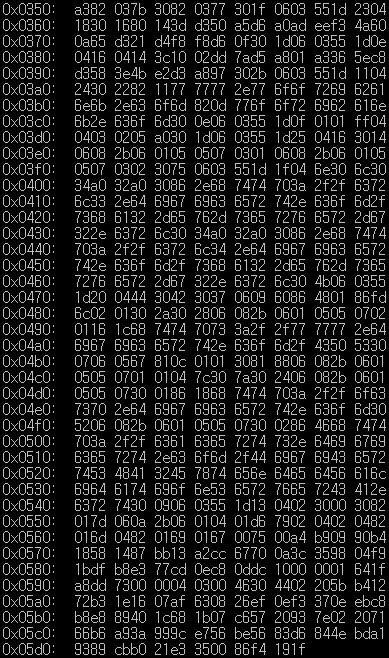 0x0350: a382 037b 3082 0377 301f 0603 551d 2304
0x0360: 1830 1680 143d d350 a5d6 a0ad eef3 4a60
0x0370: 0a65 d321 d4f8 f8d6 0f30 1d06 0355 1d0e
0x0380: 0416 0414 3c10 02dd 7ad5 a801 a336 5ec8
0x0390: d358 3e4b e2d3 a897 302b 0603 551d 1104
0x03a0: 2430 2282 1177 7777 2e77 6f6f 7269 6261
0x03b0: 6e6b 2e63 6f6d 820d 776f 6f72 6962 616e
0x03c0: 6b2e 636f 6d30 0e06 0355 1d0f 0101 ff04
0x03d0: 0403 0205 a030 1d06 0355 1d25 0416 3014
0x03e0: 0608 2b06 0105 0507 0301 0608 2b06 0105
0x03f0: 0507 0302 3075 0603 551d 1f04 6e30 6c30
0x0400: 34a0 32a0 3086 2e68 7474 703a 2f2f 6372
0x0410: 6c33 2e64 6967 6963 6572 742e 636f 6d2f
0x0420: 7368 6132 2d65 762d 7365 7276 6572 2d67
0x0430: 322e 6372 6c30 34a0 32a0 3086 2e68 7474
0x0440: 703a 2f2f 6372 6c34 2e64 6967 6963 6572
0x0450: 742e 636f 6d2f 7368 6132 2d65 762d 7365
0x0460: 7276 6572 2d67 322e 6372 6c30 4b06 0355
0x0470: 1d20 0444 3042 3037 0609 6086 4801 86fd
0x0480: 6c02 0130 2a30 2806 082b 0601 0505 0702
0x0490: 0116 1c68 7474 7073 3a2f 2f77 7777 2e64
0x04a0: 6967 6963 6572 742e 636f 6d2f 4350 5330
0x04b0: 0706 0567 810c 0101 3081 8806 082b 0601
0x04c0: 0505 0701 0104 7c30 7a30 2406 082b 0601
0x04d0: 0505 0730 0186 1868 7474 703a 2f2f 6f63
0x04e0: 7370 2e64 6967 6963 6572 742e 636f 6d30
0x04f0: 5206 082b 0601 0505 0730 0286 4668 7474
0x0500: 703a 2f2f 6361 6365 7274 732e 6469 6769
0x0510: 6365 7274 2e63 6f6d 2f44 6967 6943 6572
0x0520: 7453 4841 3245 7874 656e 6465 6456 616c
0x0530: 6964 6174 696f 6e53 6572 7665 7243 412e
0x0540: 6372 7430 0906 0355 1d13 0402 3000 3082
0x0550: 017d 060a 2b06 0104 01d6 7902 0402 0482
0x0560: 016d 0482 0169 0167 0075 00a4 b909 90b4
0x0570: 1858 1487 bb13 a2cc 6770 0a3c 3598 04f9
0x0580: 1bdf b8e3 77cd 0ec8 0ddc 1000 0001 641f
0x0590: a8dd 7300 0004 0300 4630 4402 205b b412
0x05a0: 72b3 1e16 07af 6308 26ef 0ef3 370e ebc8
0x05b0: b8e8 8940 1c68 1b07 c657 2093 7e02 2071
0x05c0: 66b6 a93a 999c e756 be56 83d6 844e bda1
0x05d0: 9389 cbb0 21e3 3500 86f4 191f